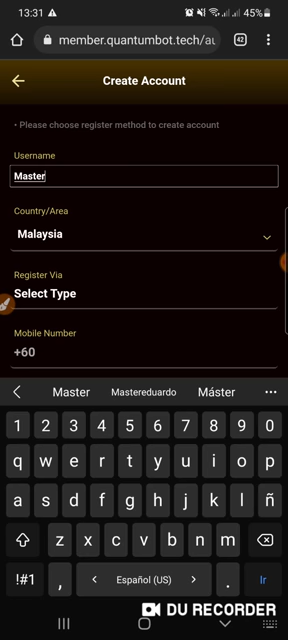 13:31
45%
member.quantumbot.tech/au
42
Create Account
• Please choose register method to create account
Username
Master
Country/Area
Malaysia
Register Via
Select Type
Mobile Number
+60
Master Mastereduardo Máster
1 2 3 4 5 6 7 8 9 0
q w e r t y u i o p
a s d f g h j k l ñ
z x c v b n m
!#1 , Español (US) . Ir
DU RECORDER